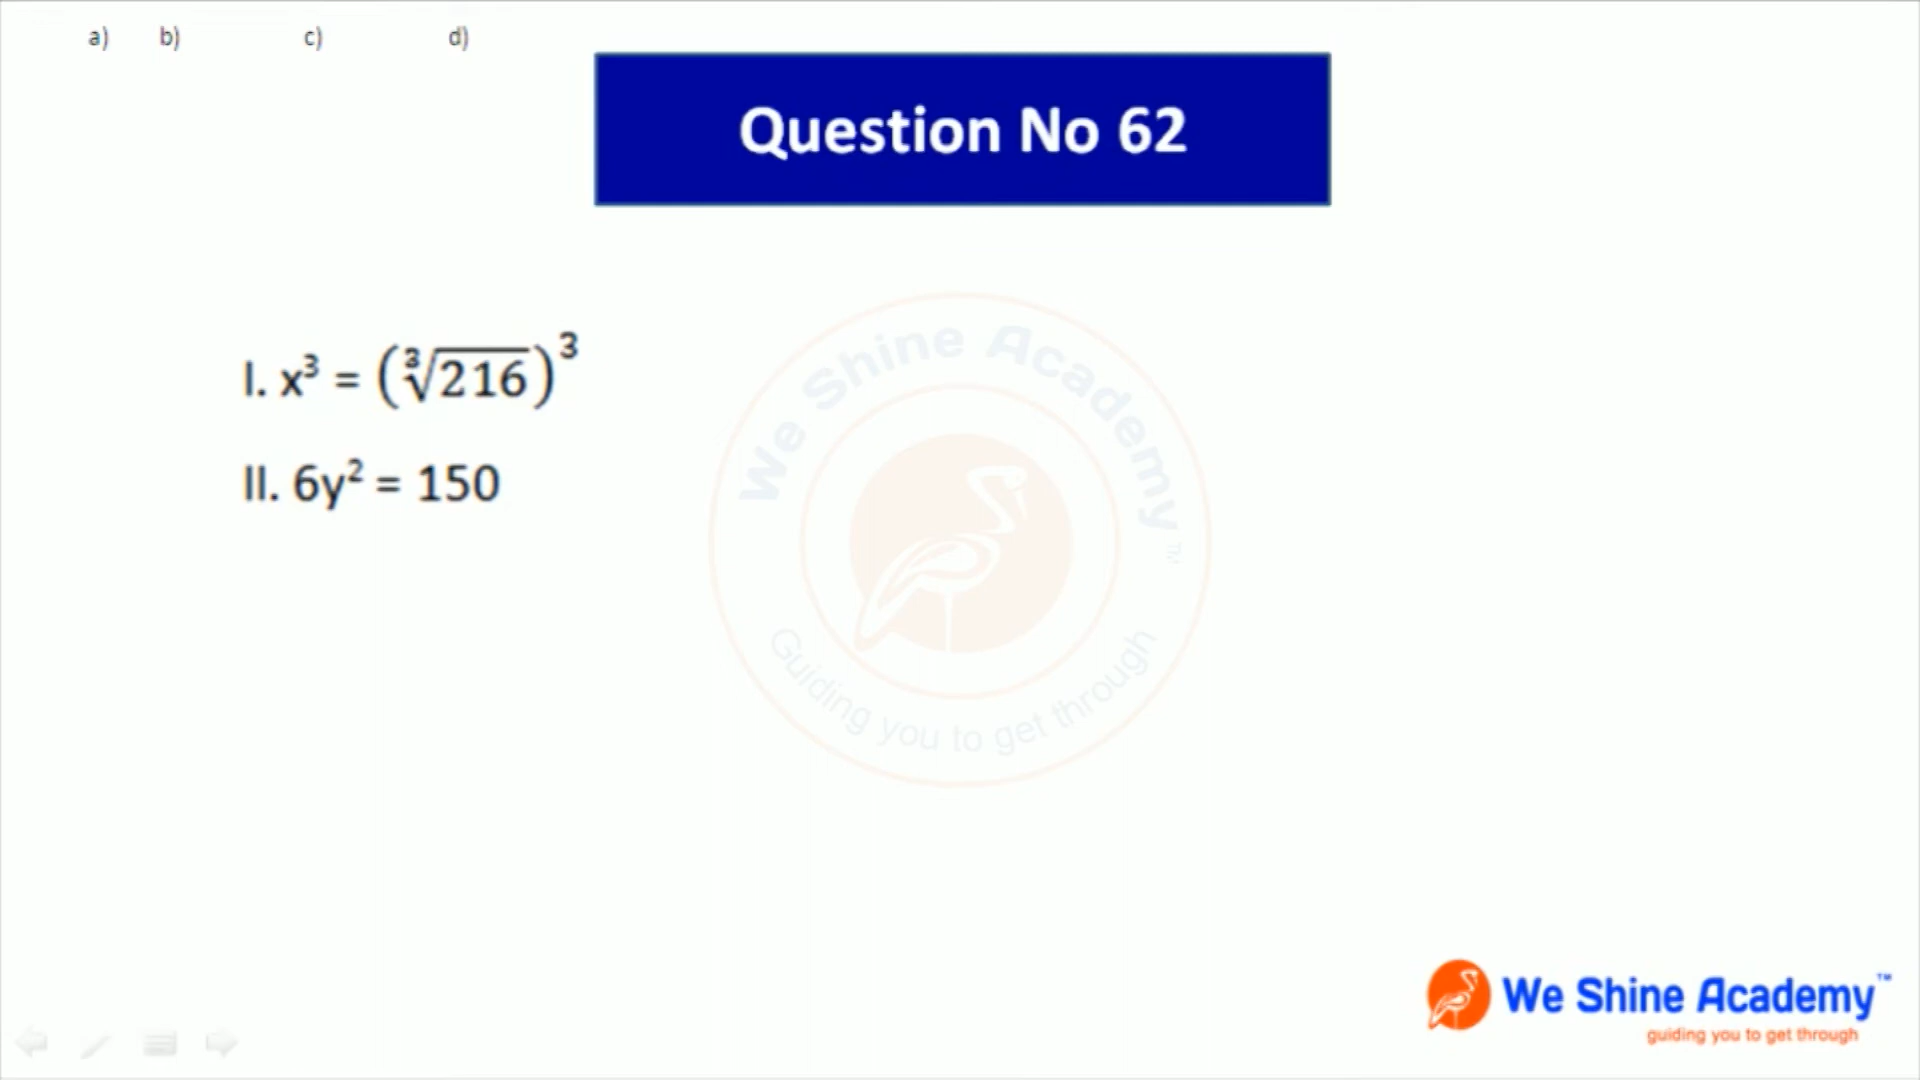 a) b) c) d)
Question No 62
I. x³ = (∛216)³
II. 6y² = 150
We Shine Academy™
Guiding you to get through
We Shine Academy™
guiding you to get through